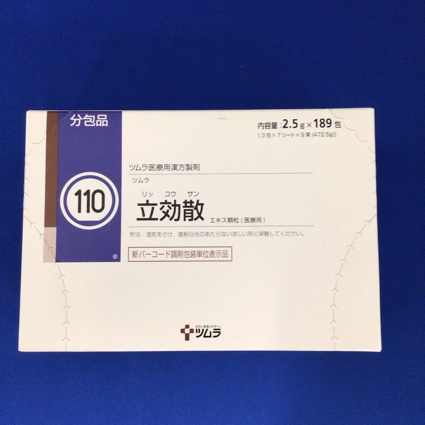 分包品
内容量:2.5g×189包
(3包×7シート×9束(472.5g))
ツムラ医療用漢方製剤
ツムラ
リッ コウ サン
110
立効散
エキス顆粒(医療用)
貯法:湿気をさけ、直射日光のあたらない涼しい所に保管してください。
新バーコード調剤包装単位表示品
®
ツムラ